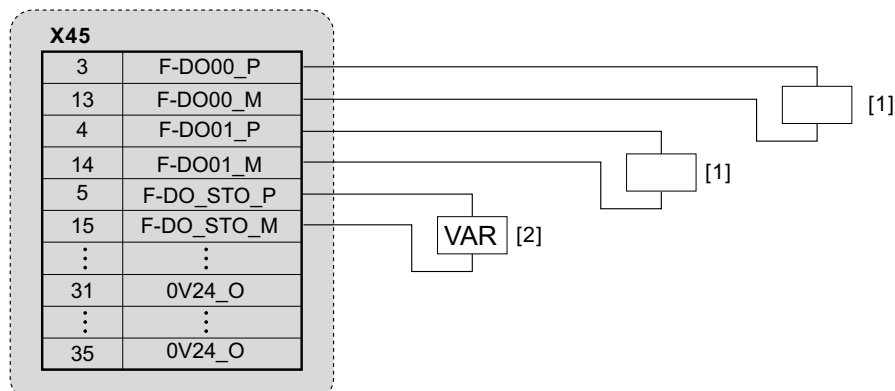 X45
3 F-DO00_P
13 F-DO00_M [1]
4 F-DO01_P
14 F-DO01_M [1]
5 F-DO_STO_P
15 F-DO_STO_M VAR [2]
⋮ ⋮
31 0V24_O
⋮ ⋮
35 0V24_O